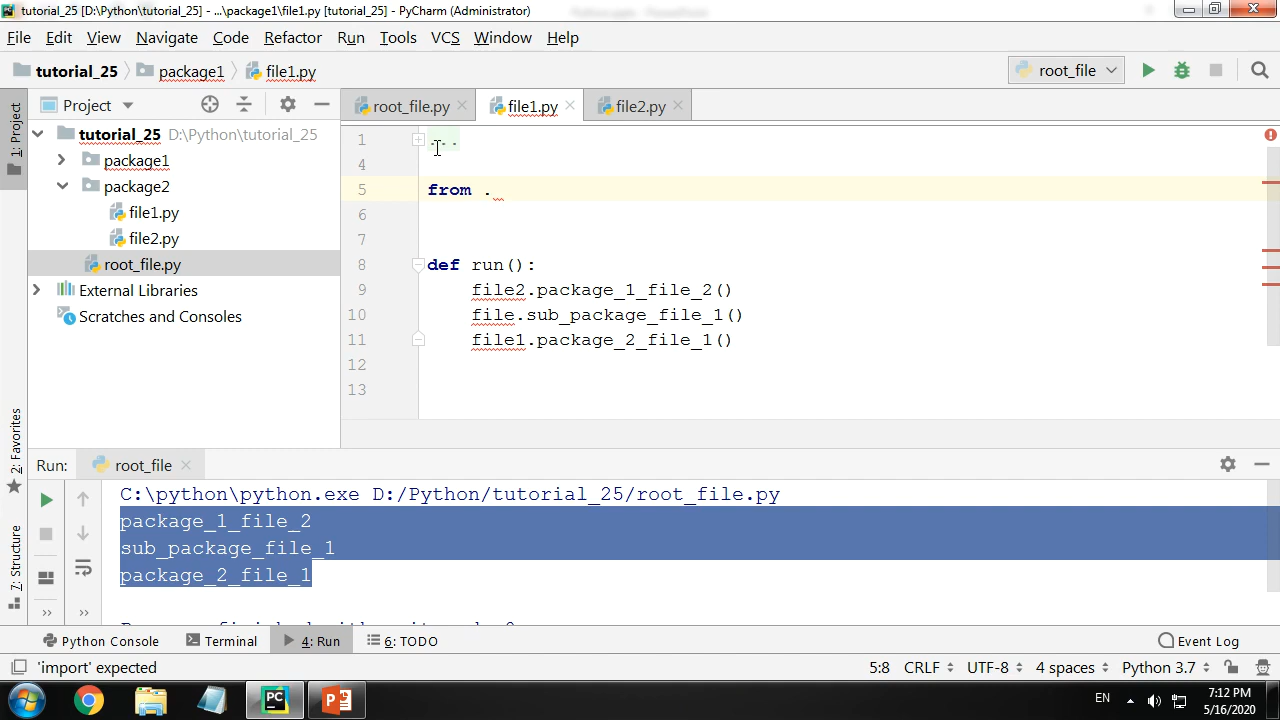 tutorial_25 [D:\Python\tutorial_25] - ...\package1\file1.py [tutorial_25] - PyCharm (Administrator)
File Edit View Navigate Code Refactor Run Tools VCS Window Help
tutorial_25 package1 file1.py root_file
1: Project
Project
root_file.py file1.py file2.py
tutorial_25 D:\Python\tutorial_25
package1
package2
file1.py
file2.py
root_file.py
External Libraries
Scratches and Consoles
1 ...
4
5 from .
6
7
8 def run():
9 file2.package_1_file_2()
10 file.sub_package_file_1()
11 file1.package_2_file_1()
12
13
2: Favorites
Z: Structure
Run: root_file
C:\python\python.exe D:/Python/tutorial_25/root_file.py
package_1_file_2
sub_package_file_1
package_2_file_1
Python Console Terminal 4: Run 6: TODO Event Log
'import' expected 5:8 CRLF UTF-8 4 spaces Python 3.7
EN 7:12 PM
5/16/2020